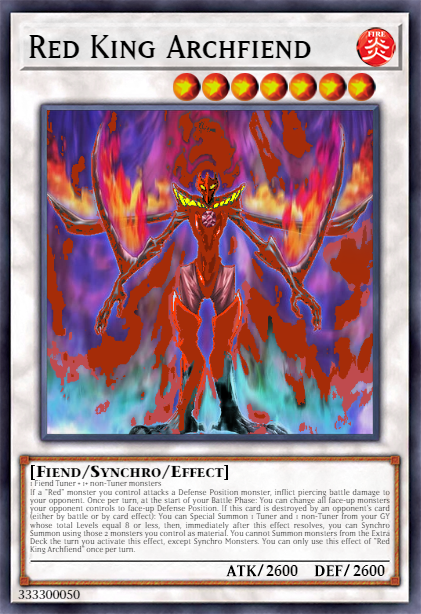 Red King Archfiend
FIRE
炎
[Fiend/Synchro/Effect]
1 Fiend Tuner + 1+ non-Tuner monsters
If a "Red" monster you control attacks a Defense Position monster, inflict piercing battle damage to
your opponent. Once per turn, at the start of your Battle Phase: You can change all face-up monsters
your opponent controls to face-up Defense Position. If this card is destroyed by an opponent's card
(either by battle or by card effect): You can Special Summon 1 Tuner and 1 non-Tuner from your GY
whose total Levels equal 8 or less, then, immediately after this effect resolves, you can Synchro
Summon using those 2 monsters you control as material. You cannot Summon monsters from the Extra
Deck the turn you activate this effect, except Synchro Monsters. You can only use this effect of "Red
King Archfiend" once per turn.
ATK/2600 DEF/2600
333300050